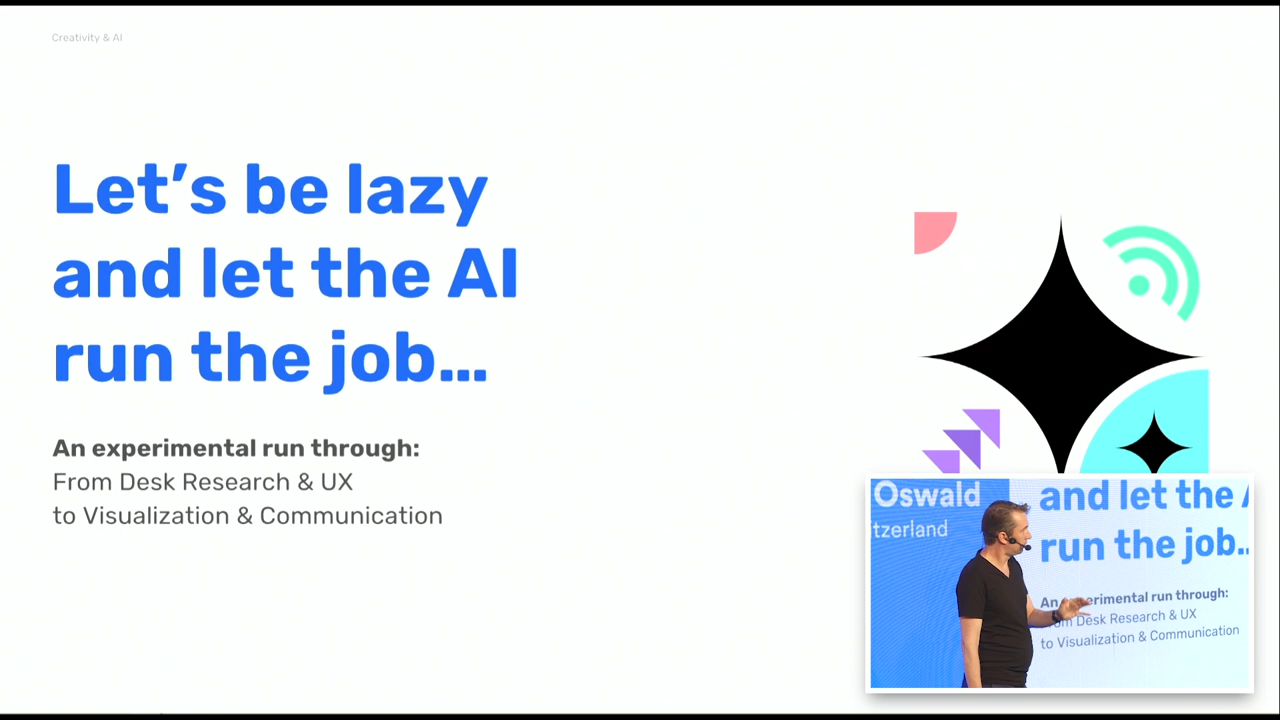 Creativity & AI
Let’s be lazy
and let the AI
run the job...
An experimental run through:
From Desk Research & UX
to Visualization & Communication
Oswald
tzerland
and let the
run the job..
An experimental run through:
om Desk Research & UX
to Visualization & Communication